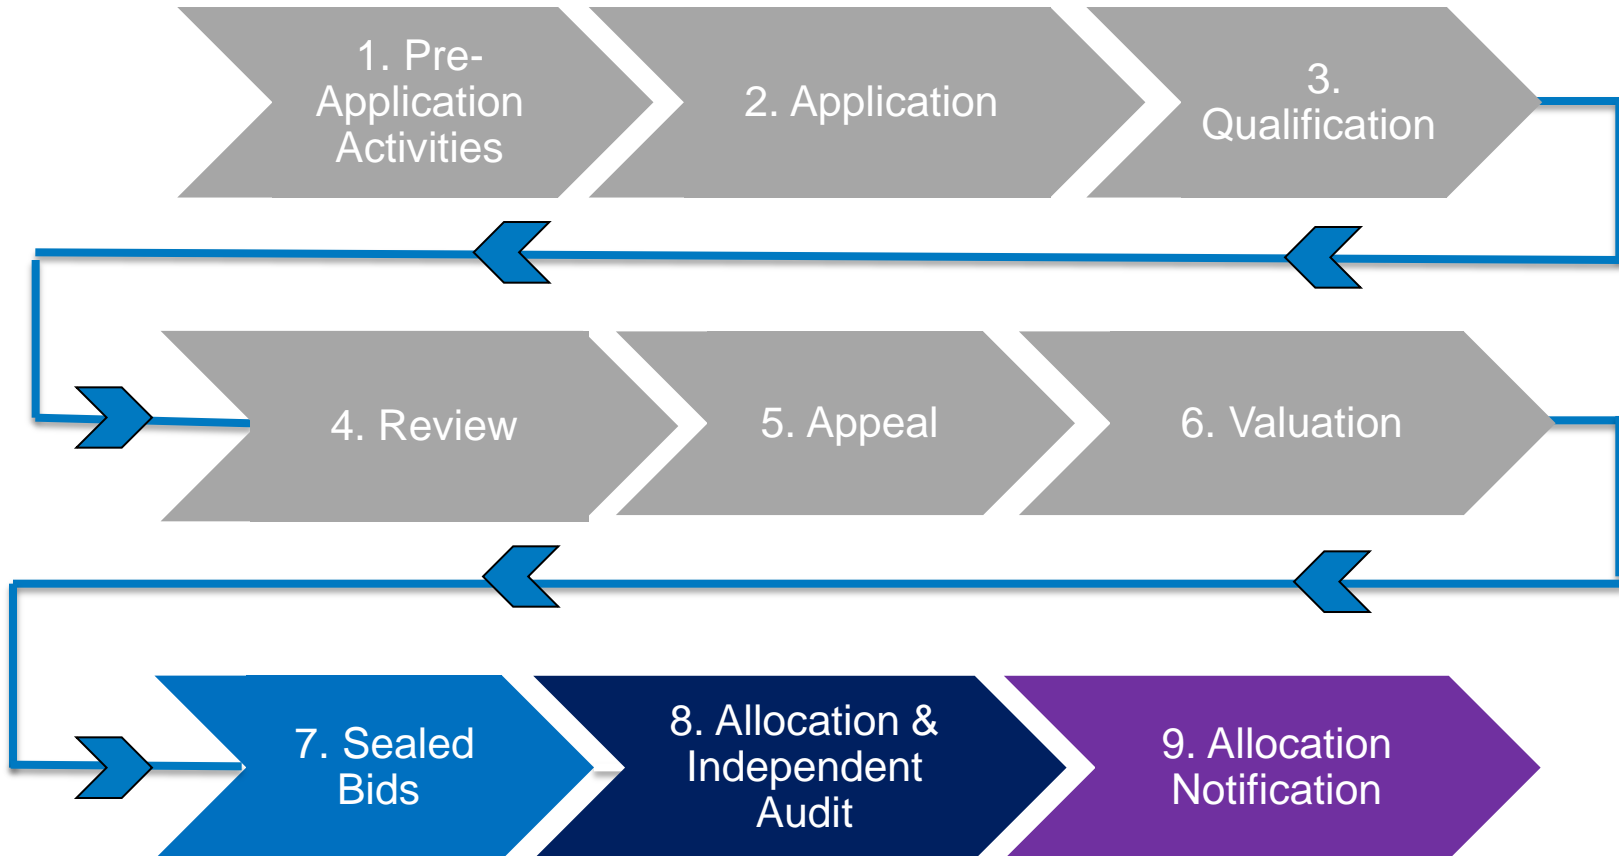 1. Pre-
Application
Activities
2. Application
3.
Qualification
4. Review
5. Appeal
6. Valuation
7. Sealed
Bids
8. Allocation &
Independent
Audit
9. Allocation
Notification